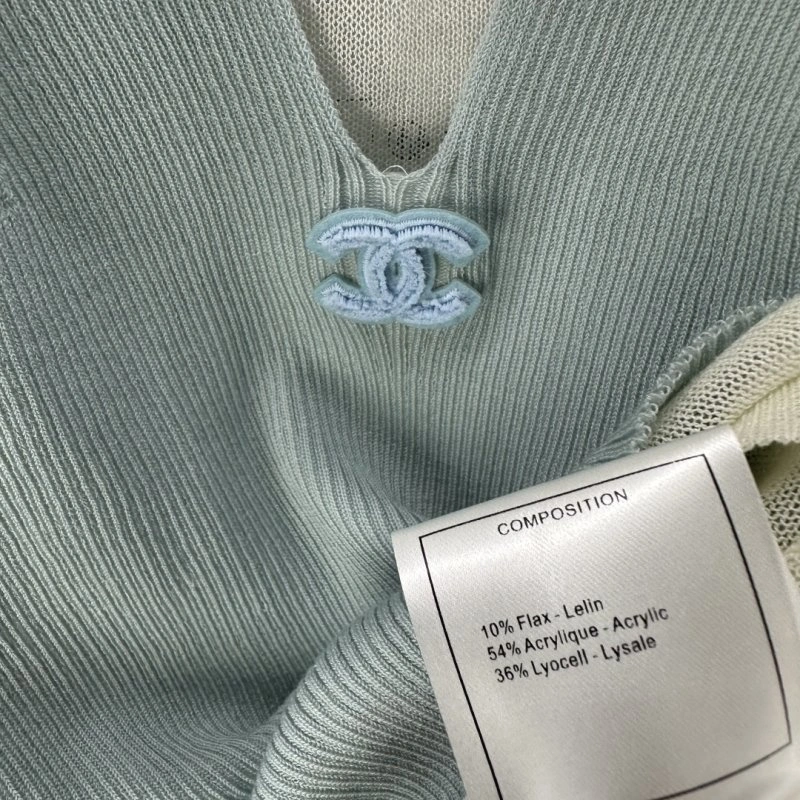 COMPOSITION
10% Flax - Lelin
54% Acrylique - Acrylic
36% Lyocell - Lysale